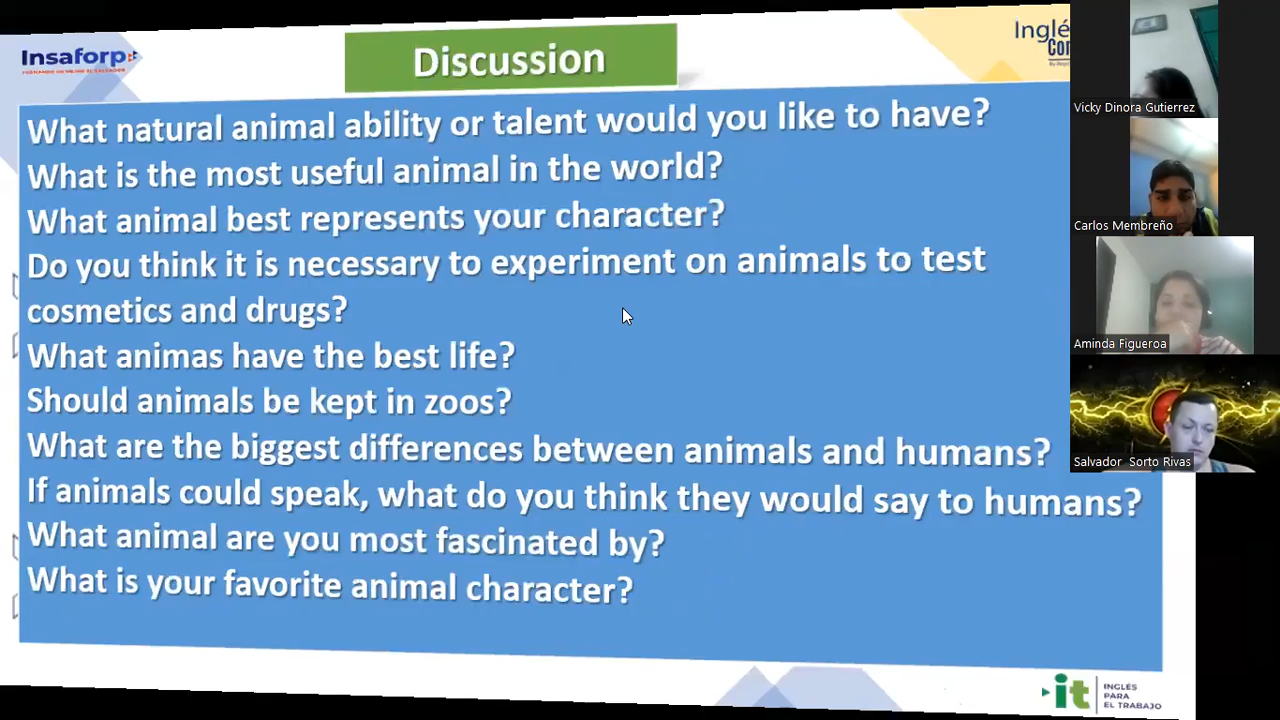 Insaforp
Discussion
Inglé
Vicky Dinora Gutierrez
What natural animal ability or talent would you like to have?
What is the most useful animal in the world?
What animal best represents your character?
Carlos Membreño
Do you think it is necessary to experiment on animals to test
cosmetics and drugs?
What animas have the best life?
Aminda Figueroa
Should animals be kept in zoos?
What are the biggest differences between animals and humans?
Salvador Sorto Rivas
If animals could speak, what do you think they would say to humans?
What animal are you most fascinated by?
What is your favorite animal character?
it
INGLÉS
PARA
EL TRABAJO